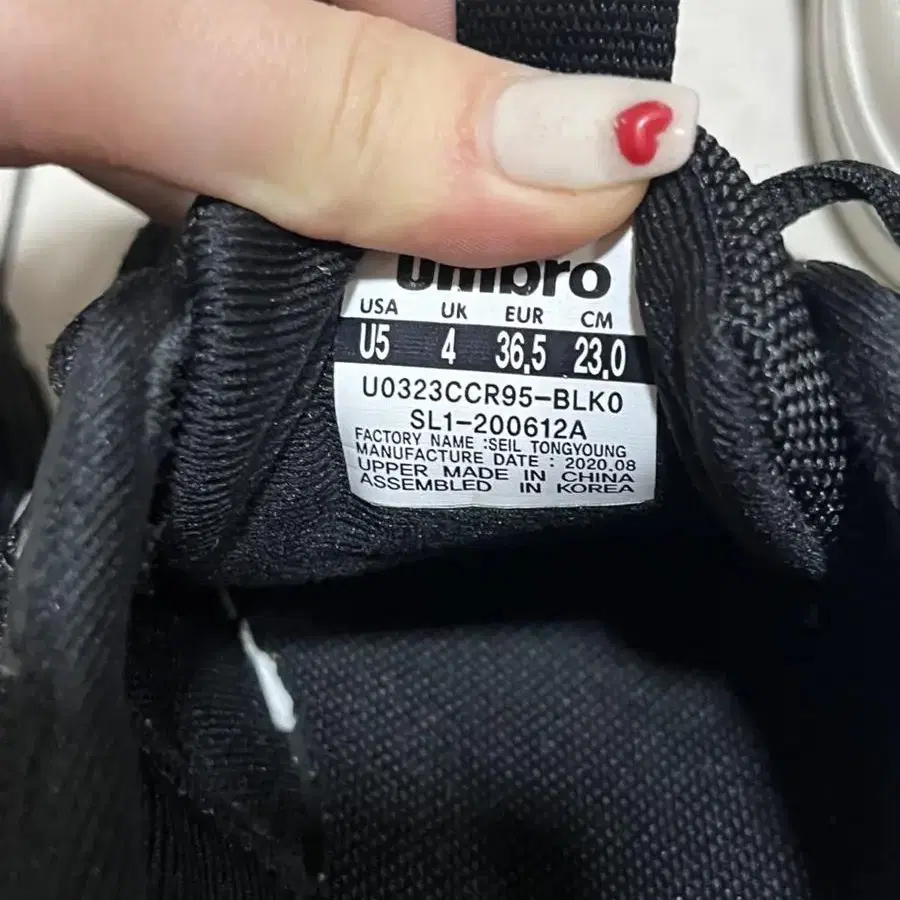 umbro
USA UK EUR CM
U5 4 36,5 23,0
U0323CCR95-BLK0
SL1-200612A
FACTORY NAME :SEIL TONGYOUNG
MANUFACTURE DATE : 2020.08
UPPER MADE IN CHINA
ASSEMBLED IN KOREA